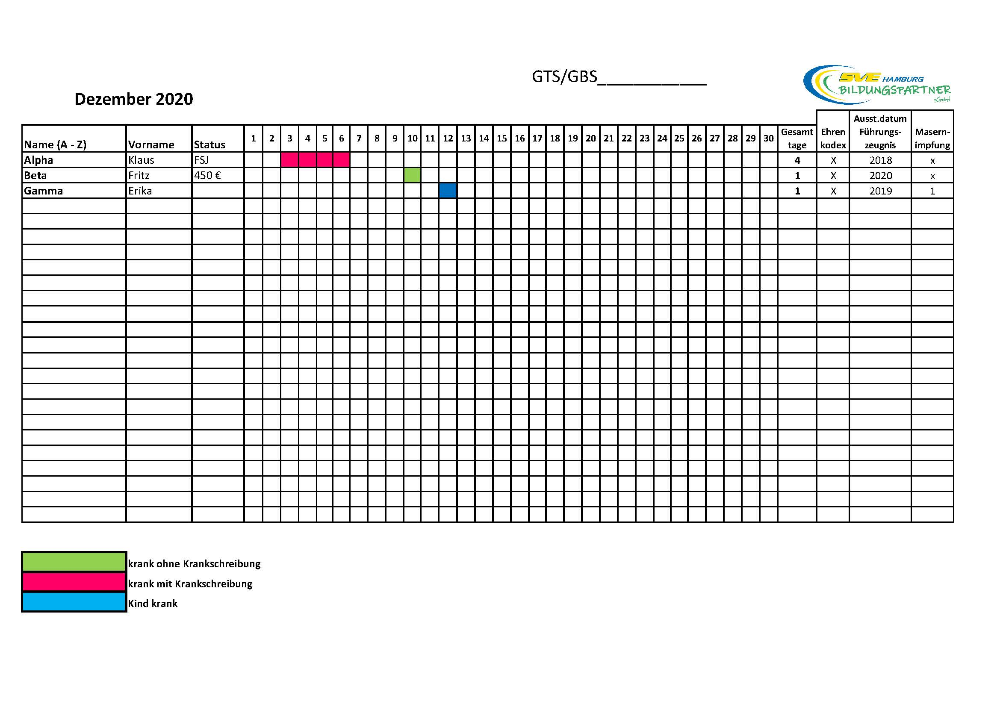 GTS/GBS____________
SVE HAMBURG
BILDUNGSPARTNER
gGmbH
Dezember 2020
Name (A - Z) Vorname Status 1 2 3 4 5 6 7 8 9 10 11 12 13 14 15 16 17 18 19 20 21 22 23 24 25 26 27 28 29 30 Gesamt tage Ehren kodex Ausst.datum Führungs- zeugnis Masern- impfung
Alpha Klaus FSJ 4 X 2018 x
Beta Fritz 450 € 1 X 2020 x
Gamma Erika 1 X 2019 1
krank ohne Krankschreibung
krank mit Krankschreibung
Kind krank